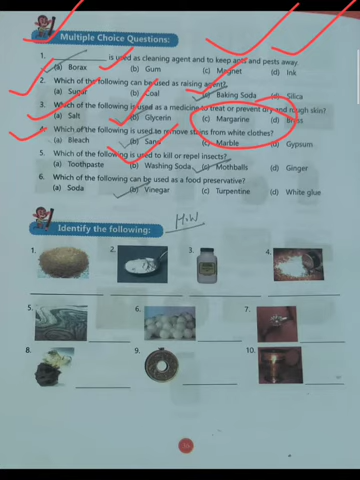 Multiple Choice Questions:
1. ____________ is used as cleaning agent and to keep ants and pests away.
(a) Borax (b) Gum (c) Magnet (d) Ink
2. Which of the following can be used as raising agent?
(a) Sugar (b) Coal (c) Baking Soda (d) Silica
3. Which of the following is used as a medicine to treat or prevent dry and rough skin?
(a) Salt (b) Glycerin (c) Margarine (d) Brass
4. Which of the following is used to remove stains from white clothes?
(a) Bleach (b) Sand (c) Marble (d) Gypsum
5. Which of the following is used to kill or repel insects?
(a) Toothpaste (b) Washing Soda (c) Mothballs (d) Ginger
6. Which of the following can be used as a food preservative?
(a) Soda (b) Vinegar (c) Turpentine (d) White glue
H.W
Identify the following:
1. 2. 3. 4.
5. 6. 7.
8. 9. 10.